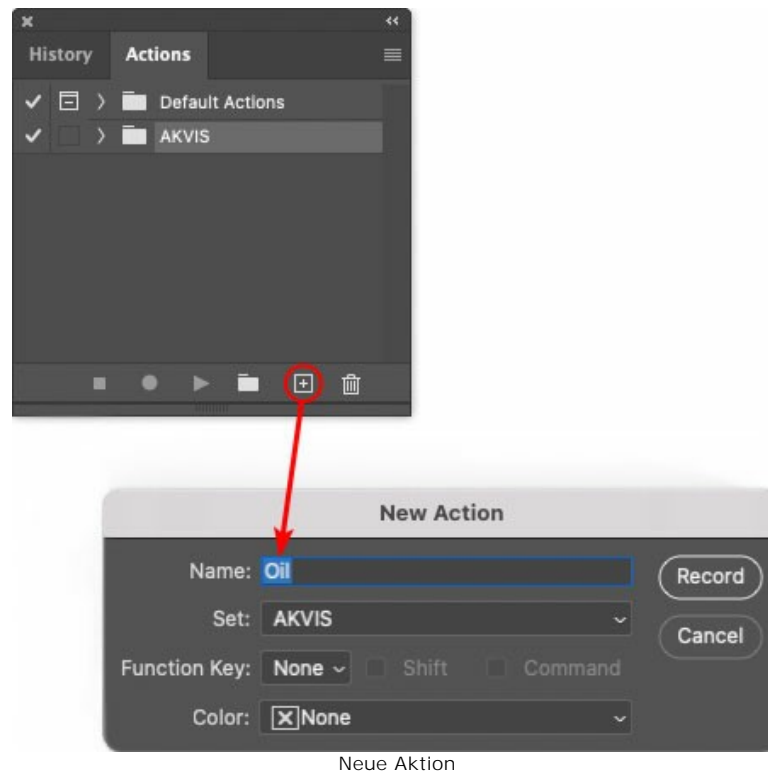 History Actions
Default Actions
AKVIS
New Action
Name: Oil
Record
Set: AKVIS
Cancel
Function Key: None Shift Command
Color: None
Neue Aktion